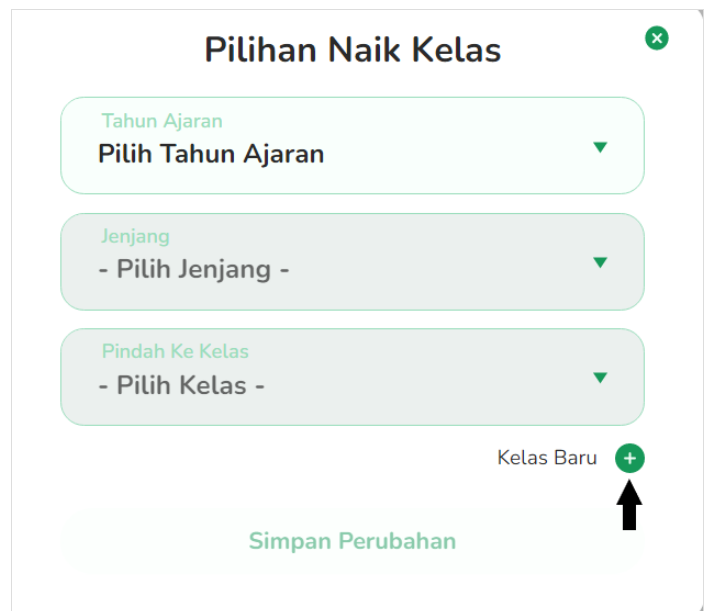 Pilihan Naik Kelas
Tahun Ajaran
Pilih Tahun Ajaran
Jenjang
- Pilih Jenjang -
Pindah Ke Kelas
- Pilih Kelas -
Kelas Baru
Simpan Perubahan